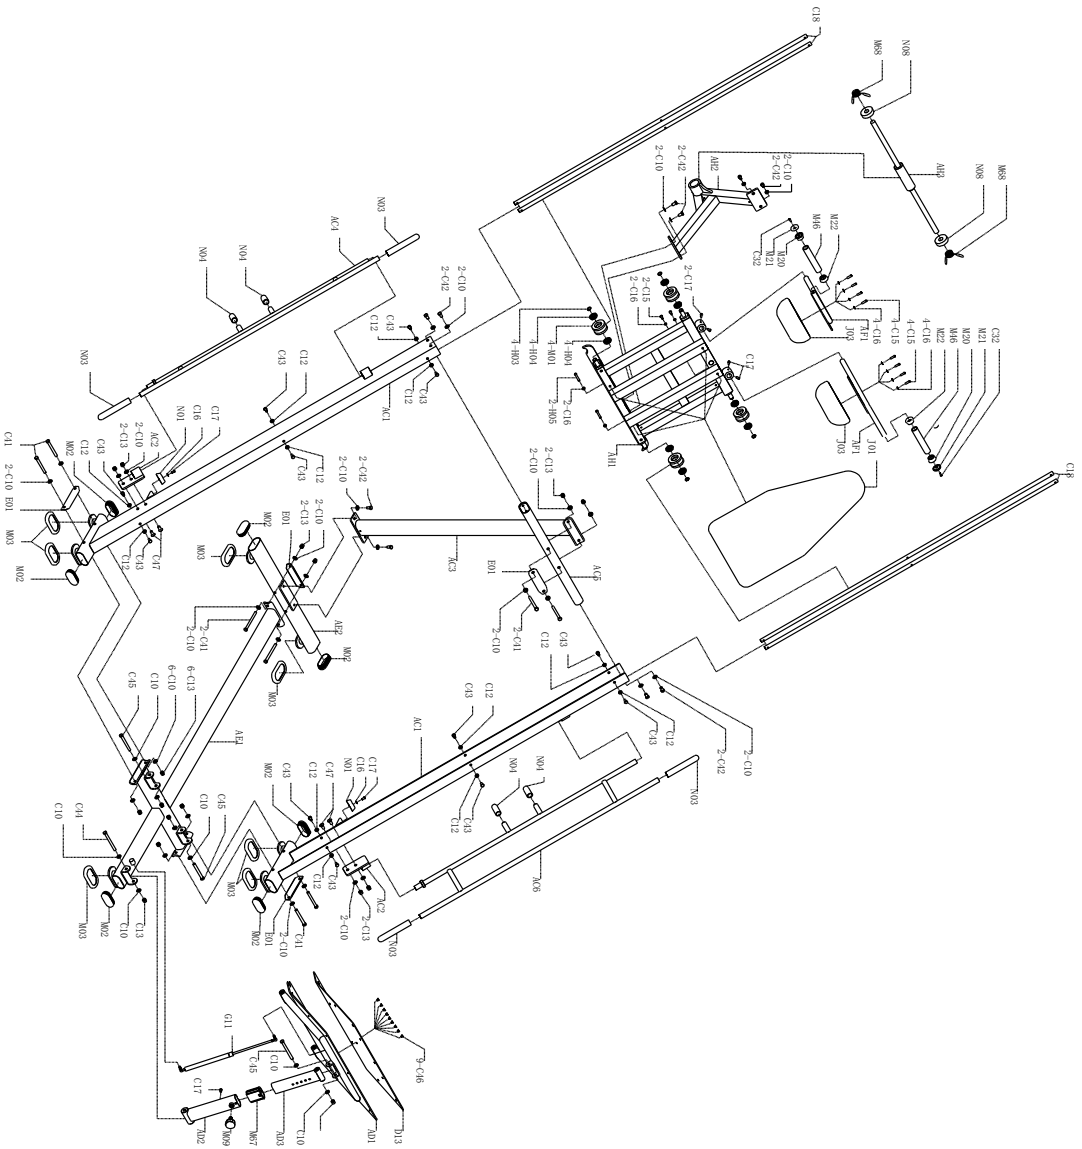 C18
M68
N08
AH3
N08
M68
2-C10
2-C42
AH2
2-C42
2-C10
M46
M22
C32
M21
M20
2-C17
2-C15
2-C16
4-C16
4-C15
AF1
J03
4-C15
4-C16
M22
M46
M20
M21
C32
C17
J03
AF1
J01
C18
N03
AC4
N04
N04
N03
2-C10
2-C42
C12
C43
4-H03
4-H04
4-M01
4-H04
2-H05
2-C16
AH1
C12
C43
C43
C12
AC1
C17
C16
N01
AC2
2-C10
2-C13
C43
C12
M02
C41
2-C10
E01
M03
M02
C12
C43
C47
C12
C43
2-C42
2-C10
2-C13
2-C10
AC3
AC5
E01
2-C10
2-C41
2-C10
2-C13
E01
M02
M03
AE2
M02
M03
2-C41
2-C10
C43
C12
C12
C43
2-C42
2-C10
6-C13
6-C10
C10
C45
AE1
AC1
C12
C43
C43
C12
N04
N04
N03
AC6
N03
C17
C16
N01
C47
C12
C43
M02
C43
C12
AC2
2-C13
2-C10
C41
2-C10
E01
M02
M03
C45
C10
C44
C10
M03
M02
C10
C13
G11
C45
C10
9-C46
D13
AD1
C10
AD3
M67
M09
AD2
C17